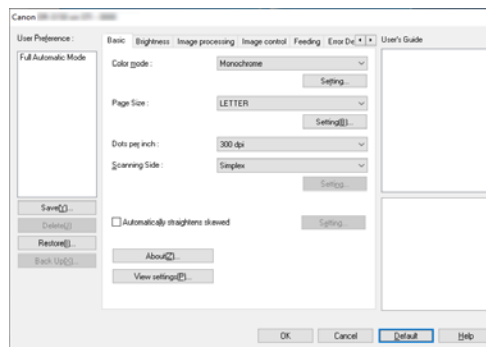 Canon
User Preference :
Full Automatic Mode
Save(Y)...
Delete(J)
Restore(I)...
Back Up(X)...
Basic
Brightness
Image processing
Image control
Feeding
Error De
Color mode :
Monochrome
Setting...
Page Size :
LETTER
Setting(B)...
Dots per inch :
300 dpi
Scanning Side :
Simplex
Setting...
Automatically straightens skewed
Setting...
About(Z)...
View settings(P)...
User's Guide
OK
Cancel
Default
Help